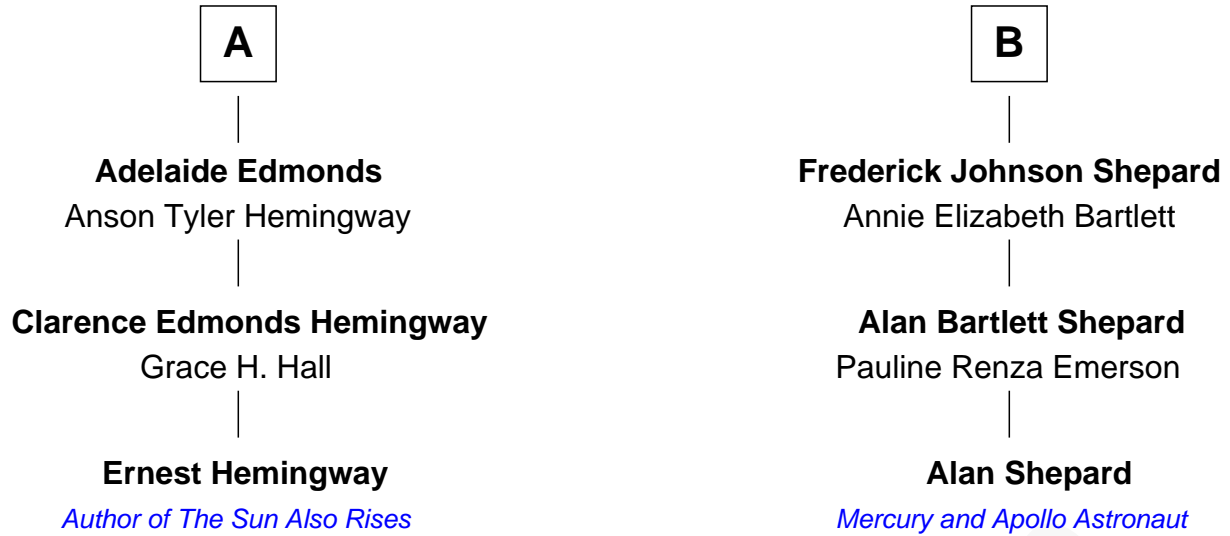 A
Adelaide Edmonds
Anson Tyler Hemingway
Clarence Edmonds Hemingway
Grace H. Hall
Ernest Hemingway
Author of The Sun Also Rises
B
Frederick Johnson Shepard
Annie Elizabeth Bartlett
Alan Bartlett Shepard
Pauline Renza Emerson
Alan Shepard
Mercury and Apollo Astronaut